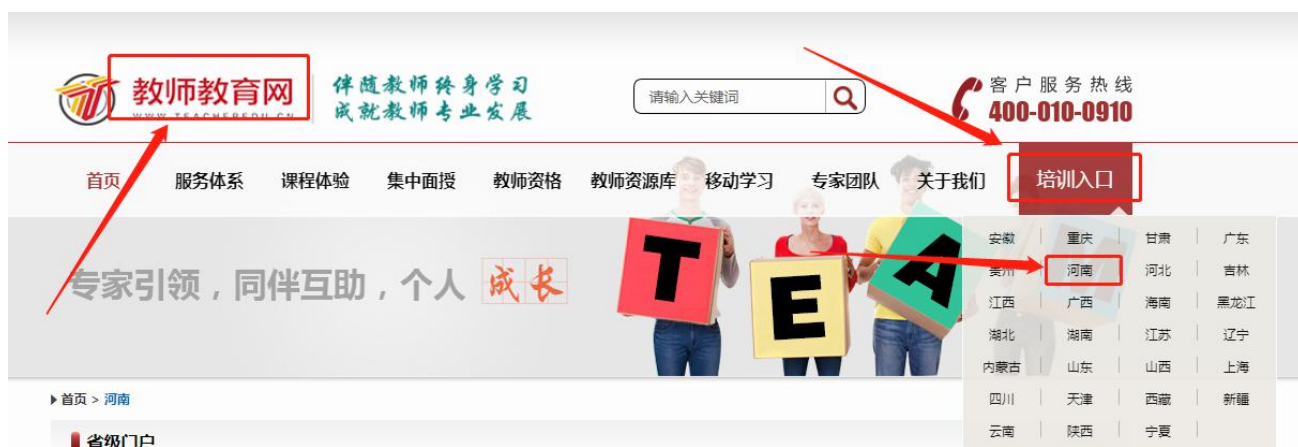 教师教育网
WWW.TEACHEREDU.CN
伴随教师终身学习
成就教师专业发展
请输入关键词
客户服务热线
400-010-0910
首页 服务体系 课程体验 集中面授 教师资格 教师资源库 移动学习 专家团队 关于我们 培训入口
专家引领，同伴互助，个人 成长
T E A
安徽 重庆 甘肃 广东
贵州 河南 河北 吉林
江西 广西 海南 黑龙江
湖北 湖南 江苏 辽宁
内蒙古 山东 山西 上海
四川 天津 西藏 新疆
云南 陕西 宁夏
首页 > 河南
省级门户